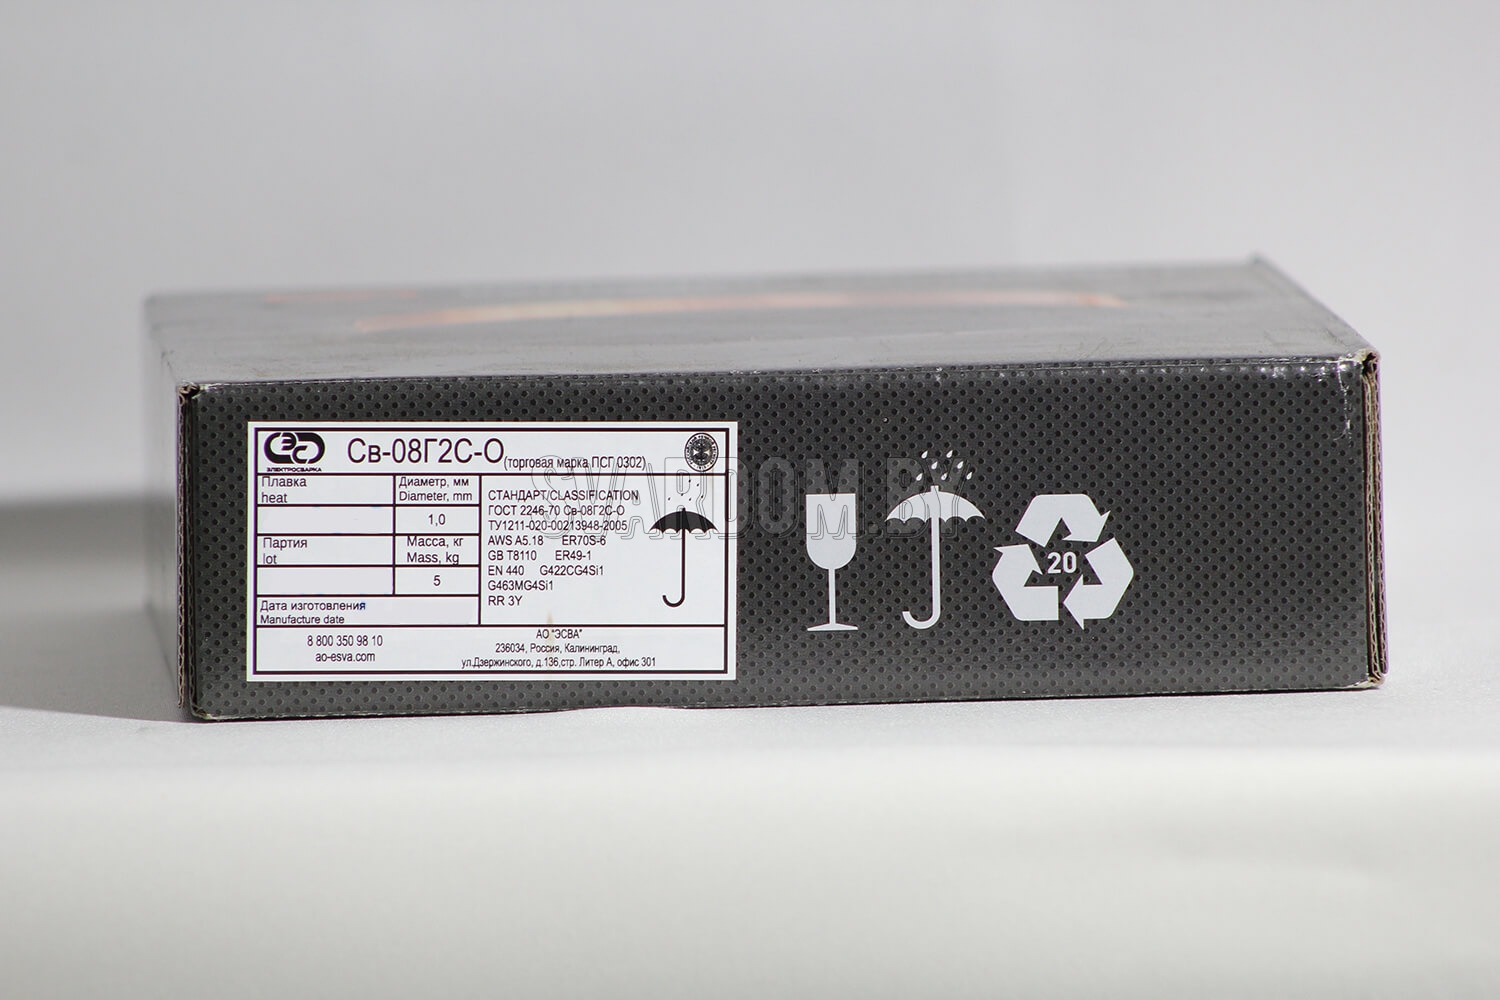 ЭСС
ЭЛЕКТРОСВАРКА
Св-08Г2С-О (торговая марка ПСГ 0302)
Плавка
heat
Диаметр, мм
Diameter, mm
1,0
Партия
lot
Масса, кг
Mass, kg
5
Дата изготовления
Manufacture date
СТАНДАРТ/CLASSIFICATION
ГОСТ 2246-70 Св-08Г2С-О
ТУ1211-020-00213948-2005
AWS A5.18 ER70S-6
GB T8110 ER49-1
EN 440 G422CG4Si1
G463MG4Si1
RR 3Y
8 800 350 98 10
ao-esva.com
АО "ЭСВА"
236034, Россия, Калининград,
ул.Дзержинского, д.136,стр. Литер А, офис 301
SVARDOM.BY
20